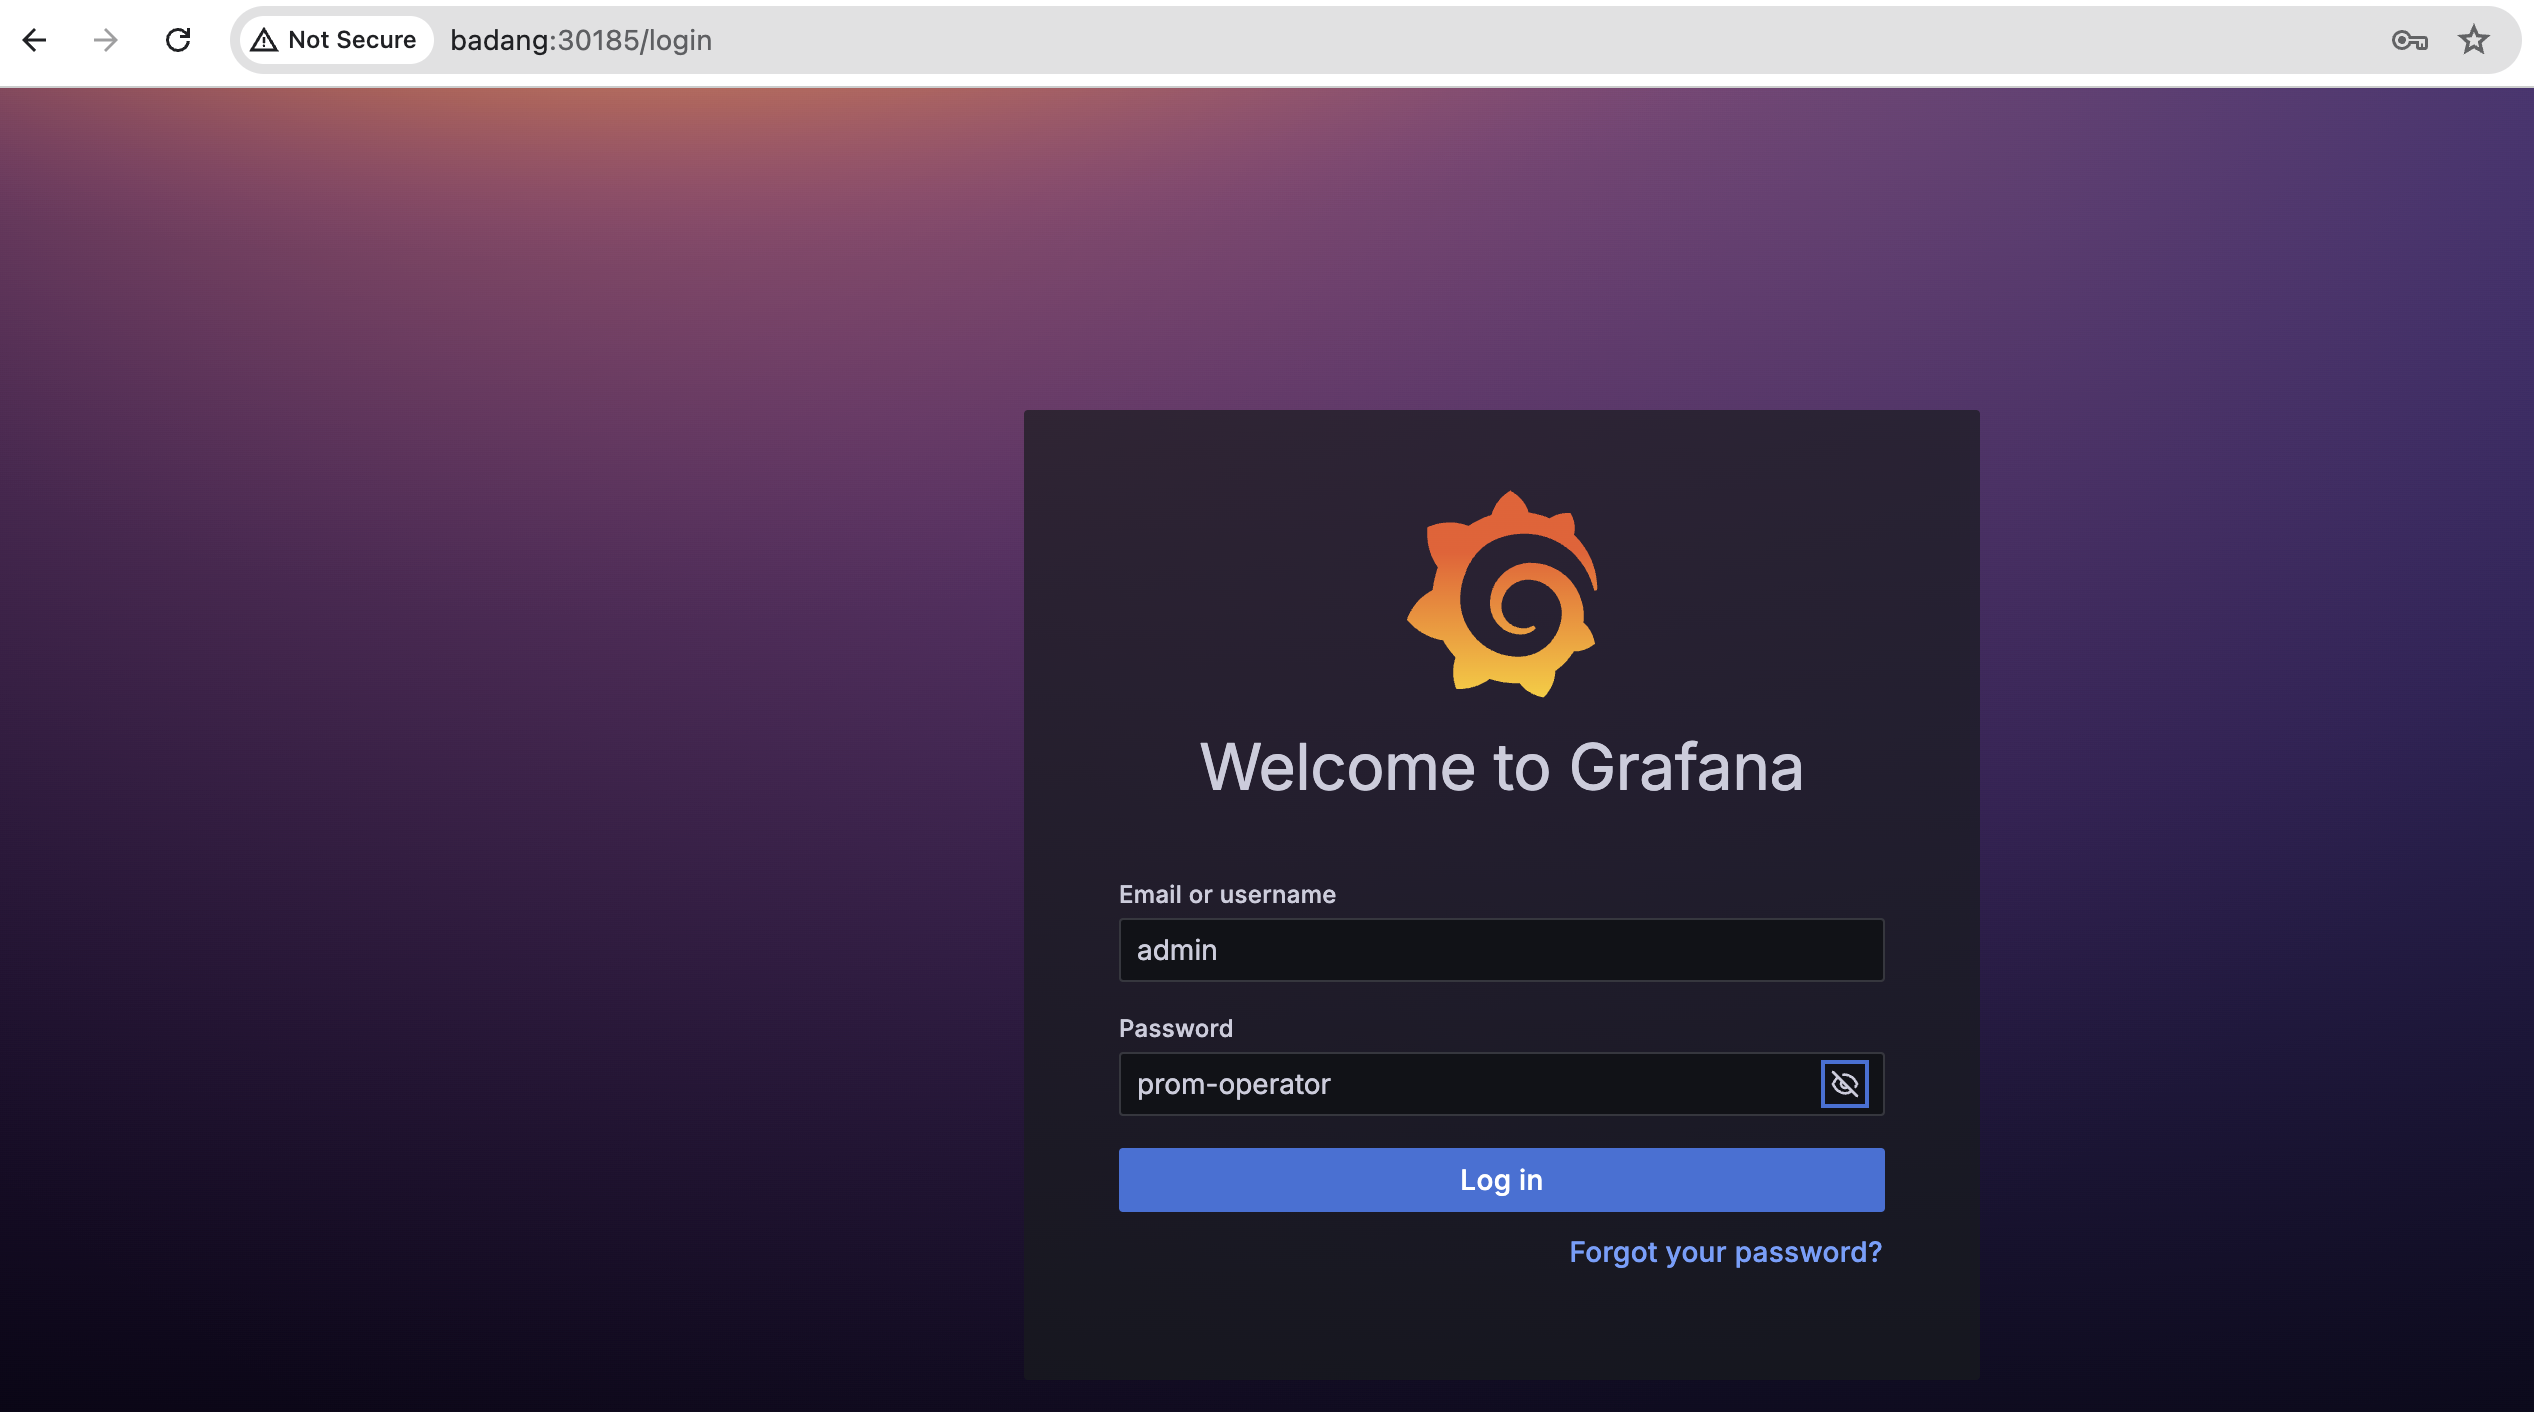 Not Secure badang:30185/login
Welcome to Grafana
Email or username
admin
Password
prom-operator
Log in
Forgot your password?